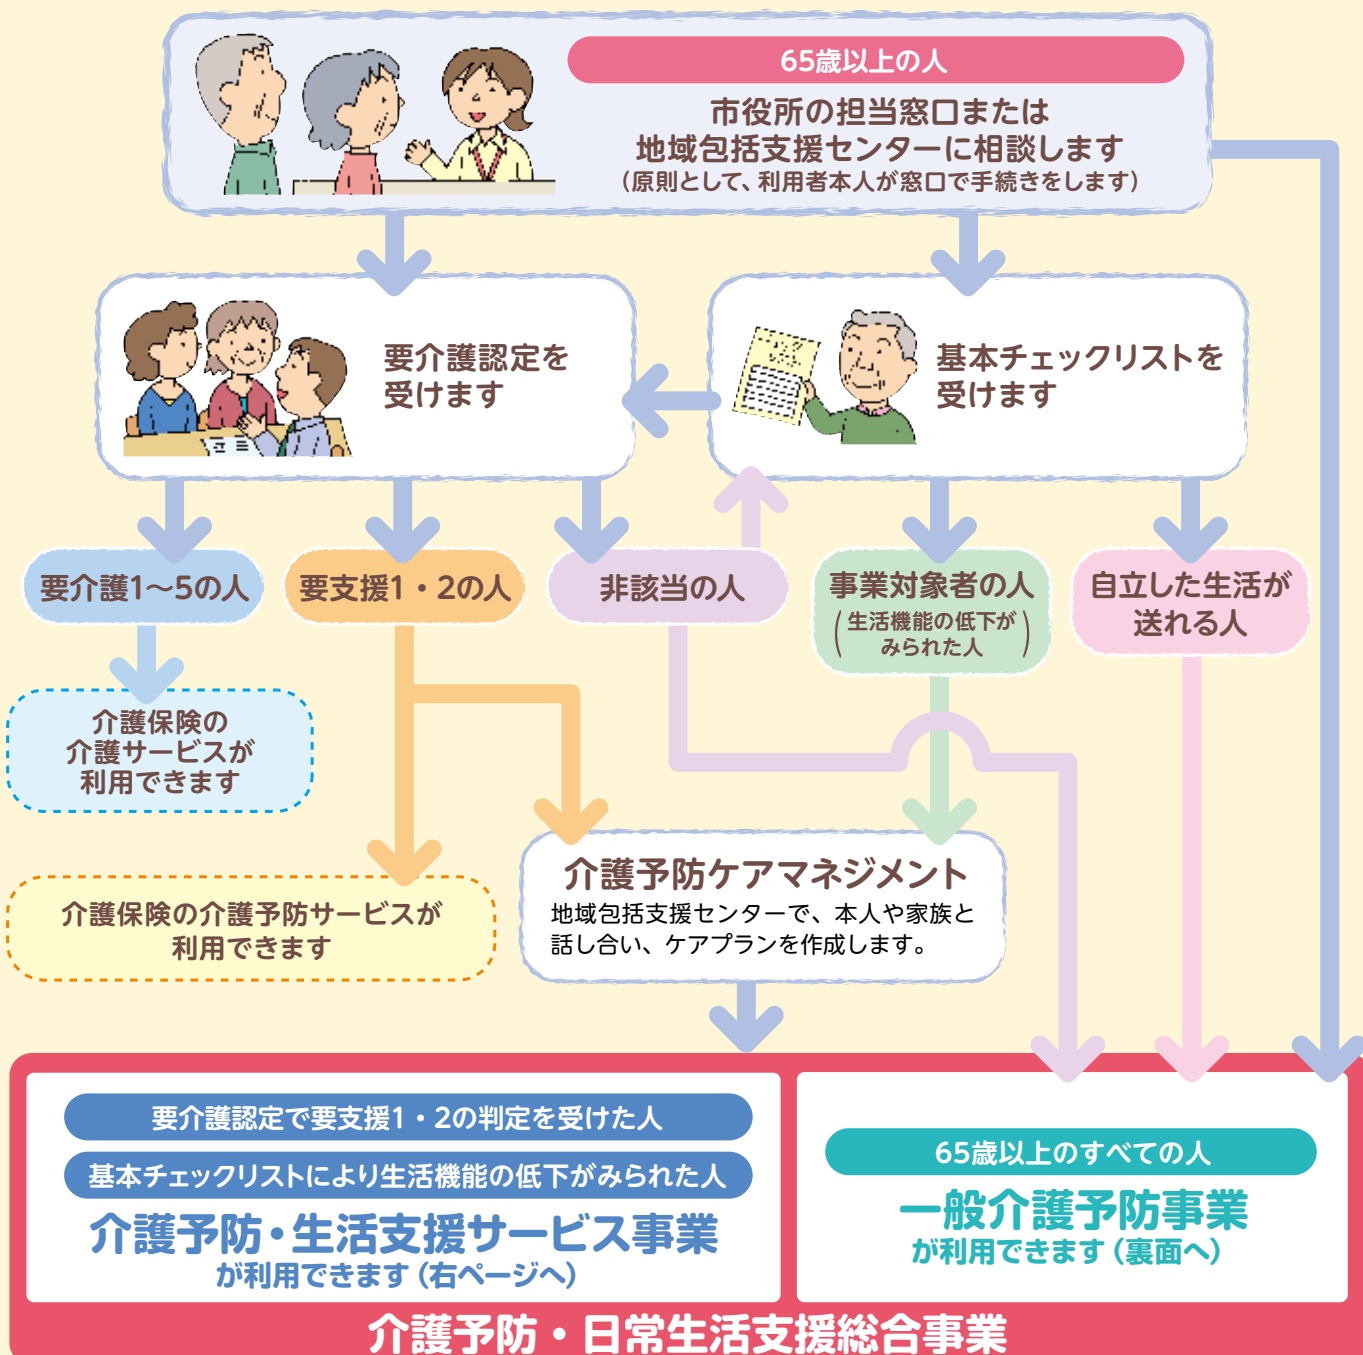 65歳以上の人
市役所の担当窓口または
地域包括支援センターに相談します
(原則として、利用者本人が窓口で手続きをします)
要介護認定を
受けます
基本チェックリストを
受けます
要介護1〜5の人
要支援1・2の人
非該当の人
事業対象者の人
(生活機能の低下が
みられた人)
自立した生活が
送れる人
介護保険の
介護サービスが
利用できます
介護保険の介護予防サービスが
利用できます
介護予防ケアマネジメント
地域包括支援センターで、本人や家族と
話し合い、ケアプランを作成します。
要介護認定で要支援1・2の判定を受けた人
基本チェックリストにより生活機能の低下がみられた人
介護予防・生活支援サービス事業
が利用できます(右ページへ)
65歳以上のすべての人
一般介護予防事業
が利用できます(裏面へ)
介護予防・日常生活支援総合事業